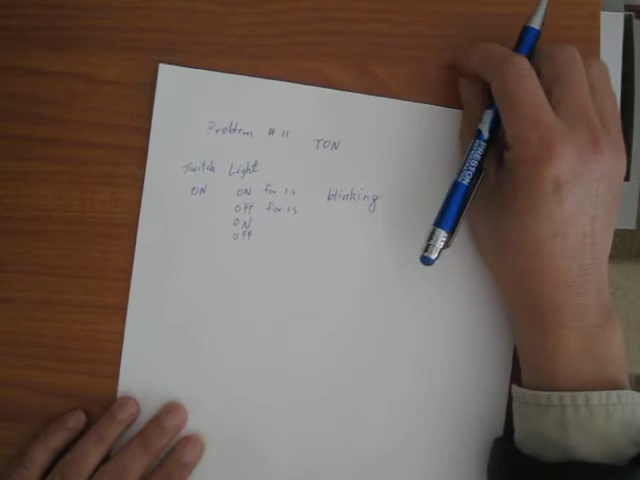 Problem # 11
TON
Switch Light
ON ON for 1s blinking
OFF for 1s
ON
OFF